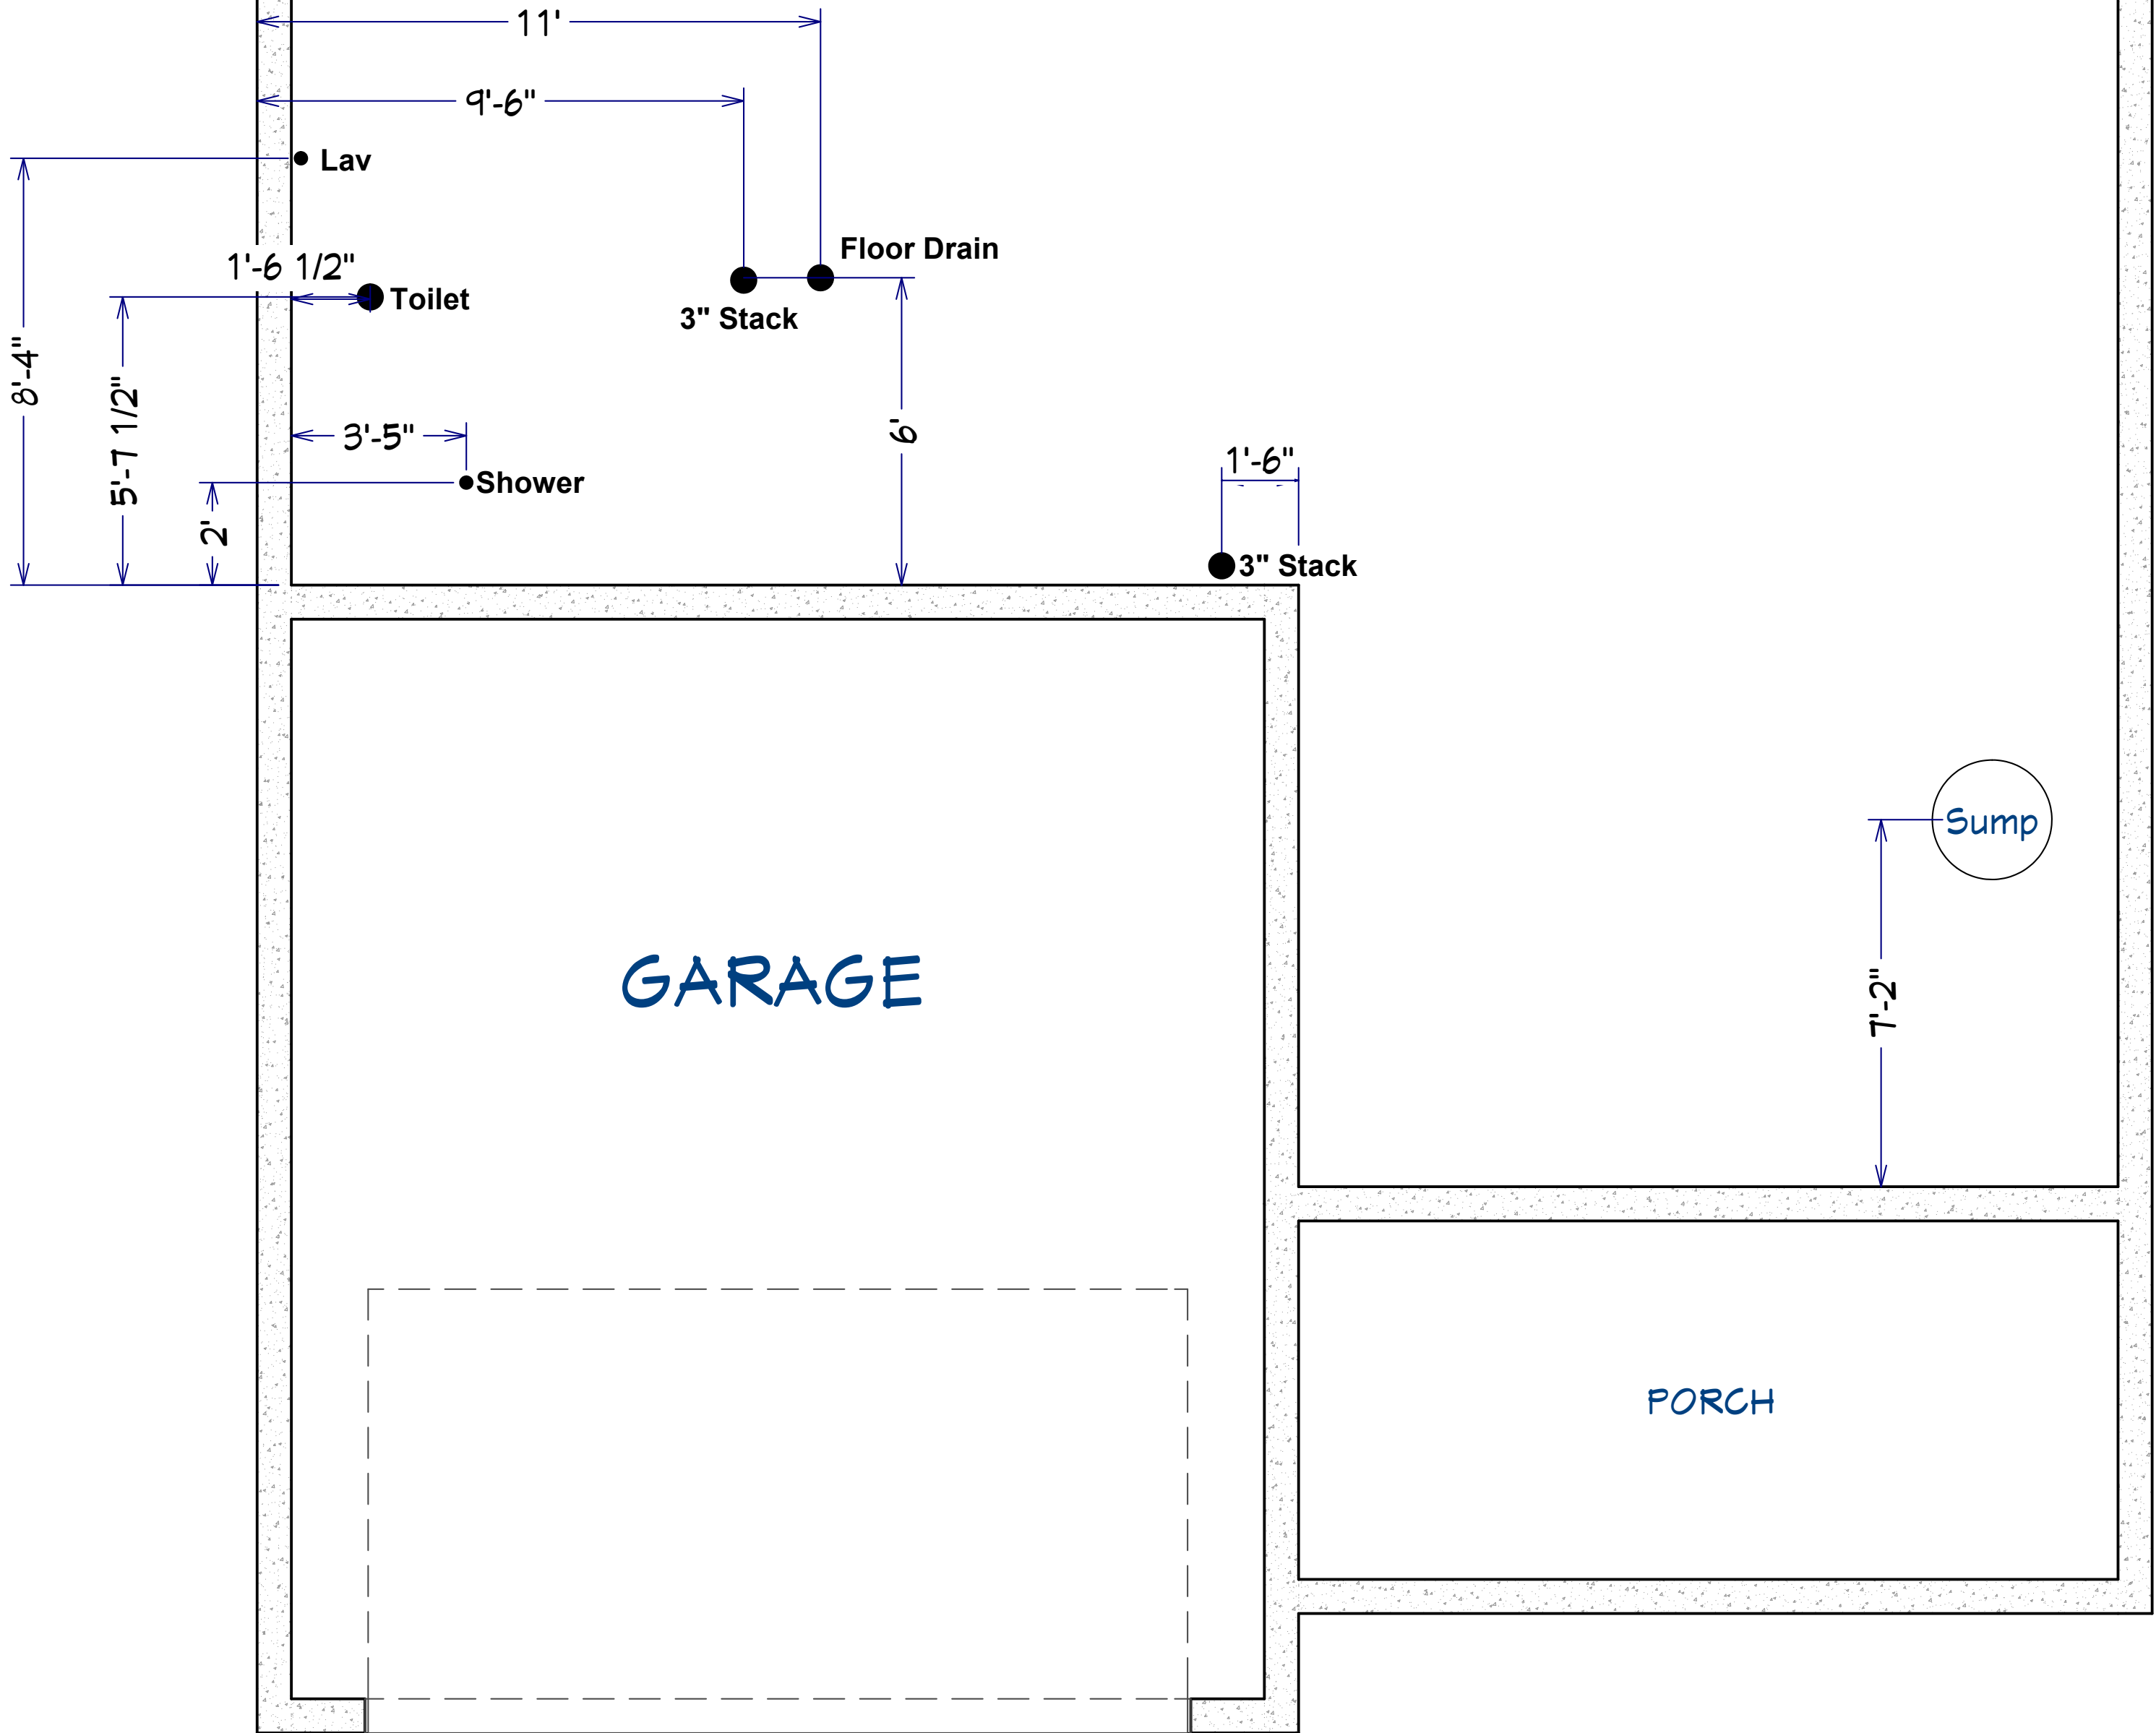 11'
9'-6"
Lav
Floor Drain
1'-6 1/2"
Toilet
3" Stack
8'-4"
5'-7 1/2"
3'-5"
6'
1'-6"
Shower
2'
3" Stack
Sump
GARAGE
7'-2"
PORCH